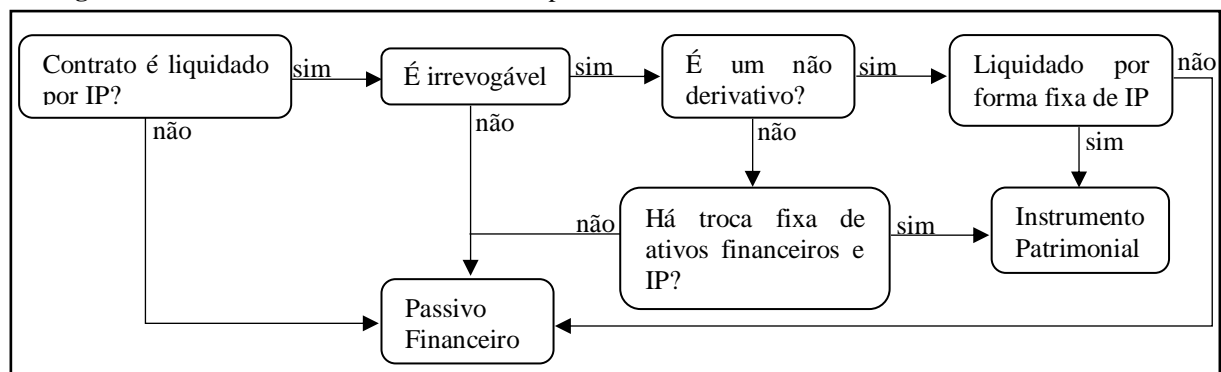 Contrato é liquidado
por IP?
sim
É irrevogável
sim
É um não
derivativo?
sim
Liquidado por
forma fixa de IP
não
não
não
não
sim
não
Há troca fixa de
ativos financeiros e
IP?
sim
Instrumento
Patrimonial
Passivo
Financeiro